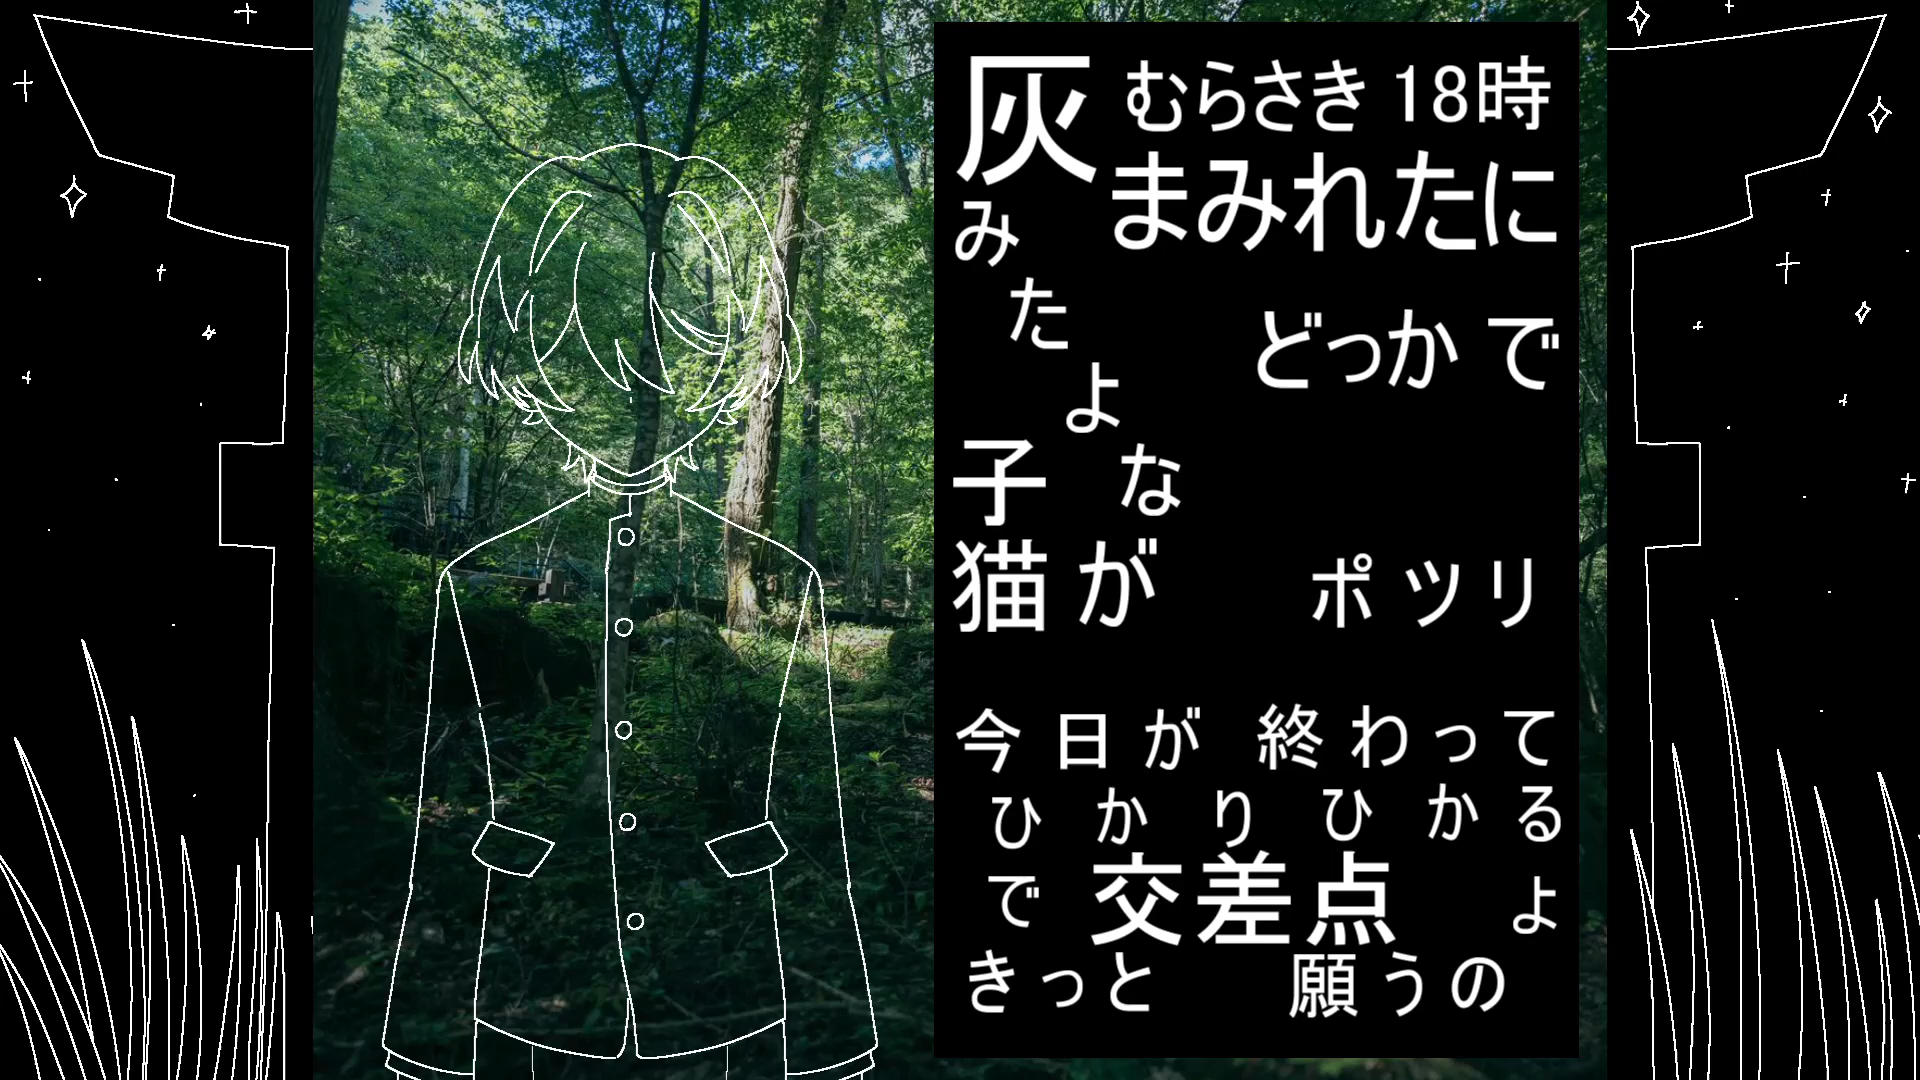 灰 むらさき 18時
まみれたに
みたよな
どっか で
子猫が
ポツリ
今日が 終わって
ひかりひかる
で 交差点 よ
きっと 願うの